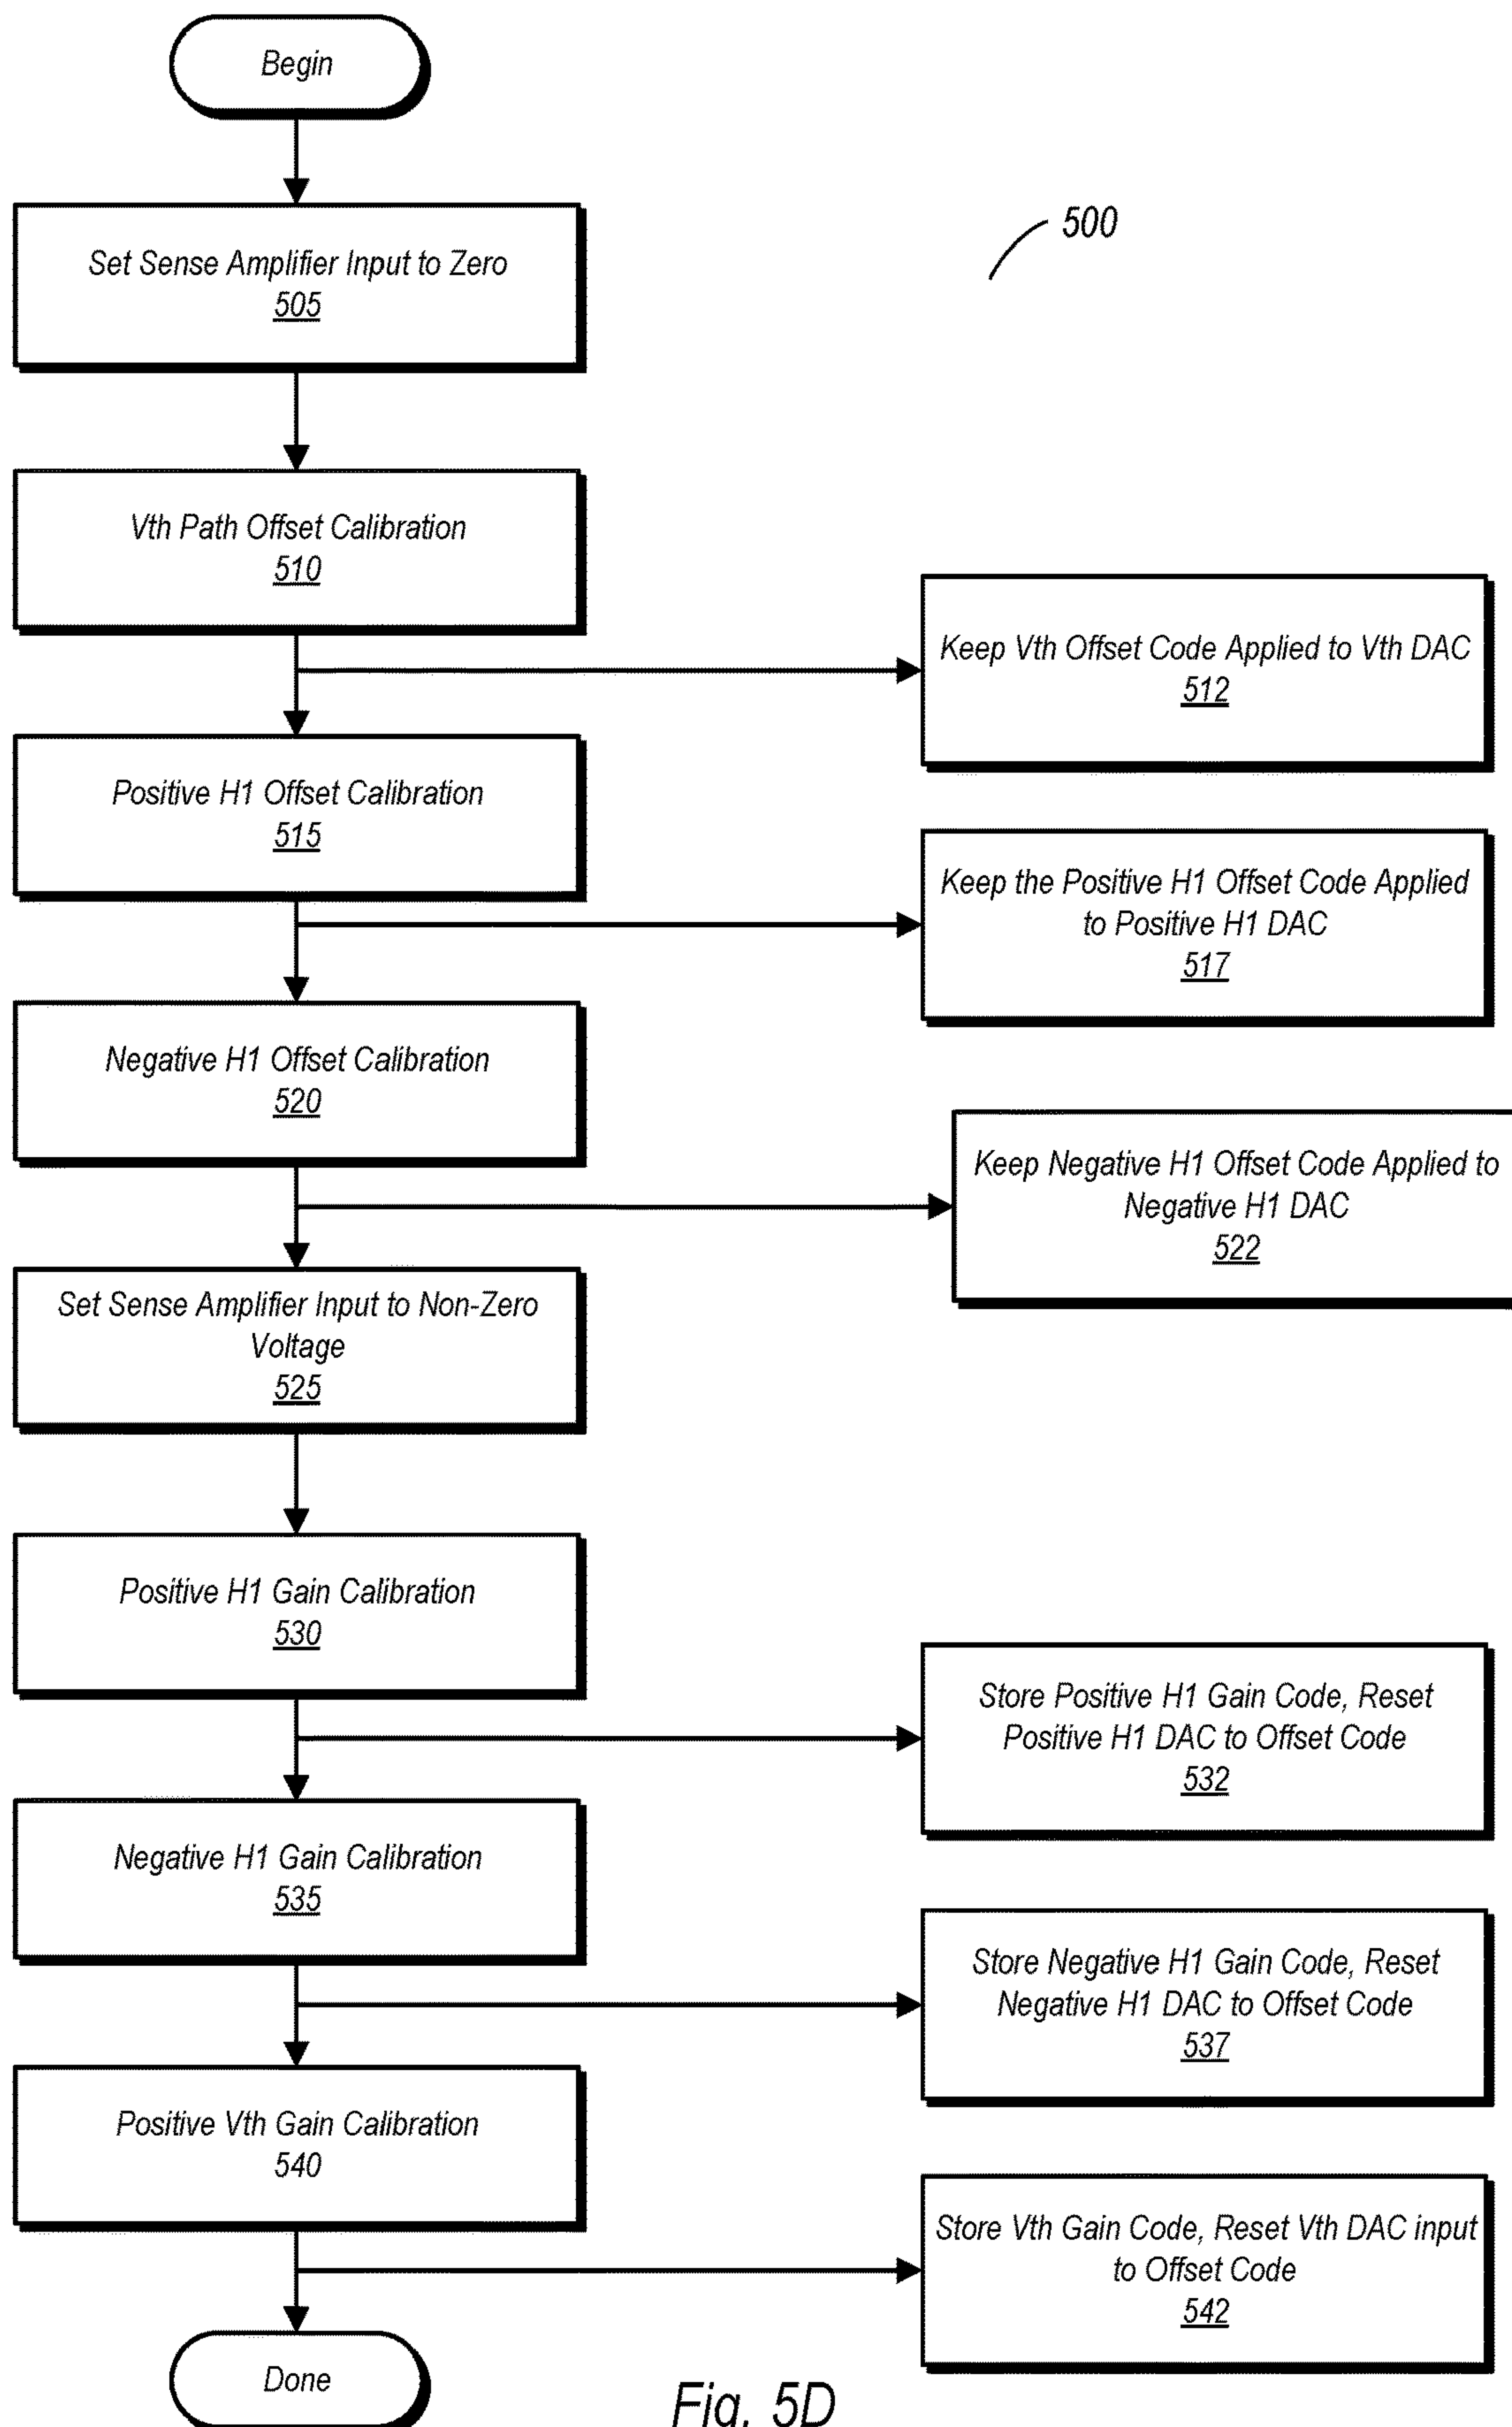 Begin
500
Set Sense Amplifier Input to Zero
505
Vth Path Offset Calibration
510
Keep Vth Offset Code Applied to Vth DAC
512
Positive H1 Offset Calibration
515
Keep the Positive H1 Offset Code Applied
to Positive H1 DAC
517
Negative H1 Offset Calibration
520
Keep Negative H1 Offset Code Applied to
Negative H1 DAC
522
Set Sense Amplifier Input to Non-Zero
Voltage
525
Positive H1 Gain Calibration
530
Store Positive H1 Gain Code, Reset
Positive H1 DAC to Offset Code
532
Negative H1 Gain Calibration
535
Store Negative H1 Gain Code, Reset
Negative H1 DAC to Offset Code
537
Positive Vth Gain Calibration
540
Store Vth Gain Code, Reset Vth DAC input
to Offset Code
542
Done
Fig. 5D